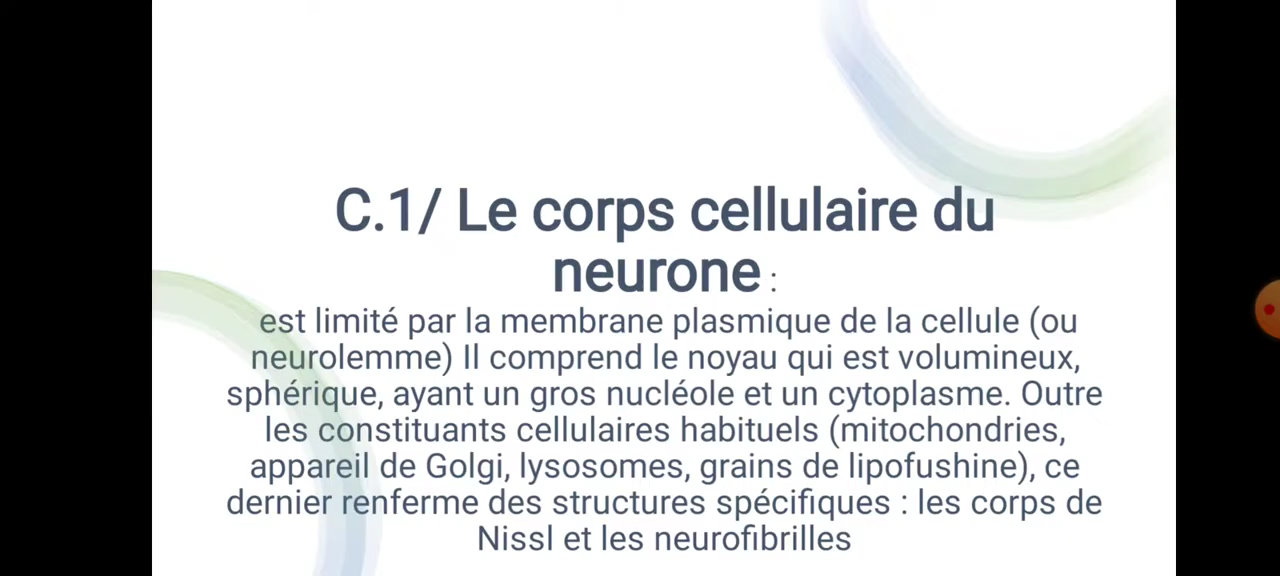 C.1/ Le corps cellulaire du
neurone :
est limité par la membrane plasmique de la cellule (ou
neurolemme) Il comprend le noyau qui est volumineux,
sphérique, ayant un gros nucléole et un cytoplasme. Outre
les constituants cellulaires habituels (mitochondries,
appareil de Golgi, lysosomes, grains de lipofushine), ce
dernier renferme des structures spécifiques : les corps de
Nissl et les neurofibrilles